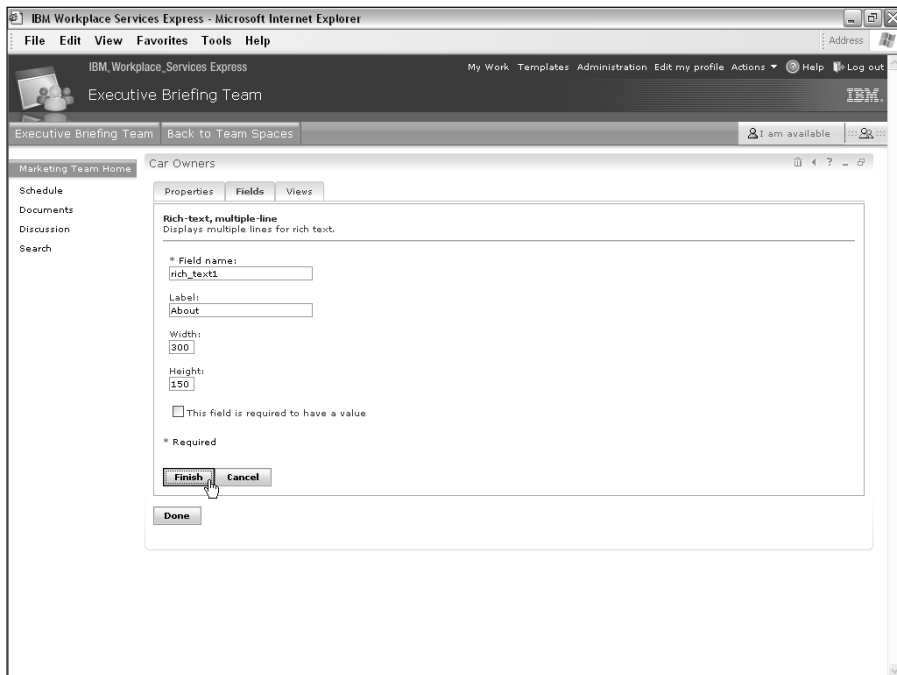 IBM Workplace Services Express - Microsoft Internet Explorer
File Edit View Favorites Tools Help
Address
IBM_Workplace_Services Express
My Work Templates Administration Edit my profile Actions Help Log out
Executive Briefing Team
IBM.
Executive Briefing Team Back to Team Spaces
I am available
Marketing Team Home
Schedule
Documents
Discussion
Search
Car Owners
Properties Fields Views
Rich-text, multiple-line
Displays multiple lines for rich text.
* Field name:
rich_text1
Label:
About
Width:
300
Height:
150
This field is required to have a value
* Required
Finish Cancel
Done